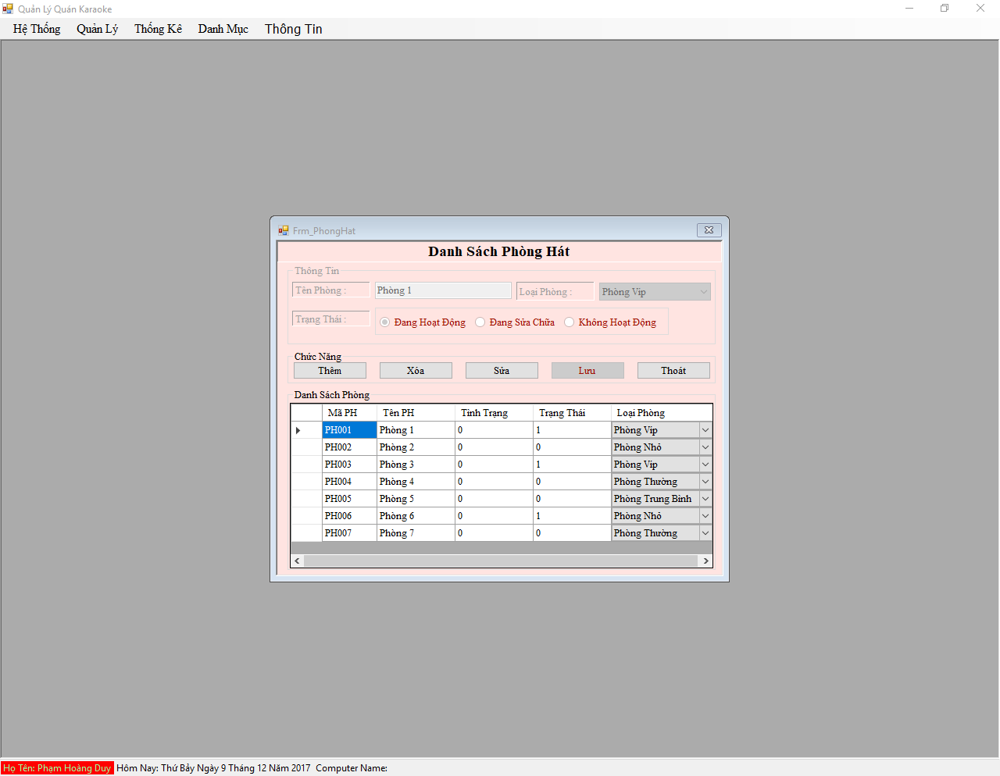 Quản Lý Quán Karaoke
Hệ Thống Quản Lý Thống Kê Danh Mục Thông Tin
Frm_PhongHat
Danh Sách Phòng Hát
Thông Tin
Tên Phòng : Phòng 1 Loại Phòng : Phòng Vip
Trạng Thái : Đang Hoạt Động Đang Sửa Chữa Không Hoạt Động
Chức Năng
Thêm Xóa Sửa Lưu Thoát
Danh Sách Phòng
Mã PH Tên PH Tình Trạng Trạng Thái Loại Phòng
PH001 Phòng 1 0 1 Phòng Vip
PH002 Phòng 2 0 0 Phòng Nhỏ
PH003 Phòng 3 0 1 Phòng Vip
PH004 Phòng 4 0 0 Phòng Thường
PH005 Phòng 5 0 0 Phòng Trung Bình
PH006 Phòng 6 0 1 Phòng Nhỏ
PH007 Phòng 7 0 0 Phòng Thường
Họ Tên: Phạm Hoàng Duy Hôm Nay: Thứ Bảy Ngày 9 Tháng 12 Năm 2017 Computer Name: